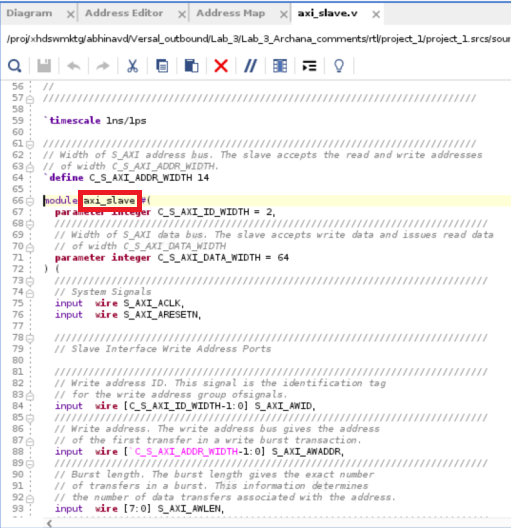 Diagram × Address Editor × Address Map × axi_slave.v ×
/proj/xhdswmktg/abhinavd/Versal_outbound/Lab_3/Lab_3_Archana_comments/rtl/project_1/project_1.srcs/sour
56 //
57 ////////////////////////////////////////////////////////////////////////
58
59 `timescale 1ns/1ps
60
61 ////////////////////////////////////////////////////////////////////////
62 // Width of S_AXI address bus. The slave accepts the read and write addresses
63 // of width C_S_AXI_ADDR_WIDTH.
64 `define C_S_AXI_ADDR_WIDTH 14
65
66 module axi_slave #(
67 parameter integer C_S_AXI_ID_WIDTH = 2,
68 ////////////////////////////////////////////////////////////////////////
69 // Width of S_AXI data bus. The slave accepts write data and issues read data
70 // of width C_S_AXI_DATA_WIDTH
71 parameter integer C_S_AXI_DATA_WIDTH = 64
72 ) (
73 ////////////////////////////////////////////////////////////////////////
74 // System Signals
75 input wire S_AXI_ACLK,
76 input wire S_AXI_ARESETN,
77
78 ////////////////////////////////////////////////////////////////////////
79 // Slave Interface Write Address Ports
80
81 ////////////////////////////////////////////////////////////////////////
82 // Write address ID. This signal is the identification tag
83 // for the write address group ofsignals.
84 input wire [C_S_AXI_ID_WIDTH-1:0] S_AXI_AWID,
85 ////////////////////////////////////////////////////////////////////////
86 // Write address. The write address bus gives the address
87 // of the first transfer in a write burst transaction.
88 input wire [`C_S_AXI_ADDR_WIDTH-1:0] S_AXI_AWADDR,
89 ////////////////////////////////////////////////////////////////////////
90 // Burst length. The burst length gives the exact number
91 // of transfers in a burst. This information determines
92 // the number of data transfers associated with the address.
93 input wire [7:0] S_AXI_AWLEN,